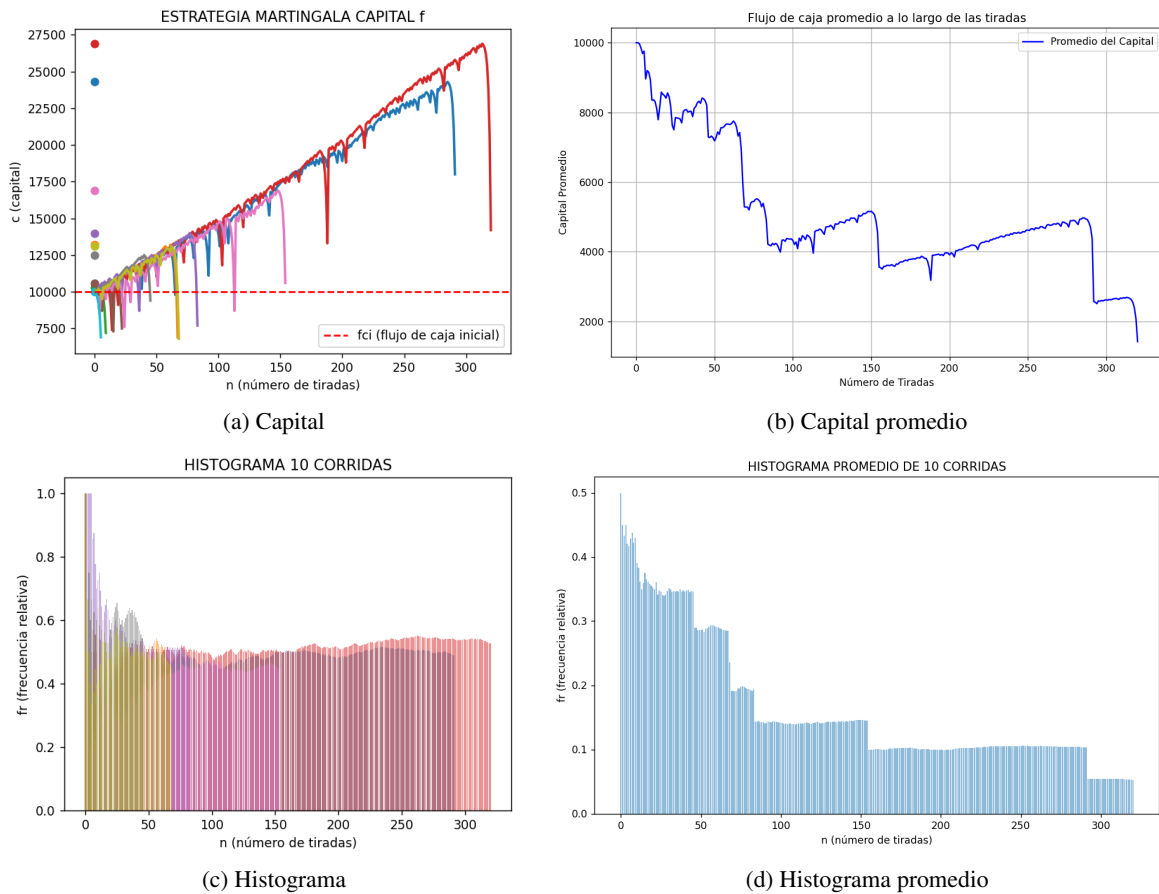 ESTRATEGIA MARTINGALA CAPITAL f
27500
25000
22500
20000
17500
15000
12500
10000
7500
c (capital)
0 50 100 150 200 250 300
n (número de tiradas)
fci (flujo de caja inicial)
(a) Capital
Flujo de caja promedio a lo largo de las tiradas
10000
8000
6000
4000
2000
Capital Promedio
0 50 100 150 200 250 300
Número de Tiradas
Promedio del Capital
(b) Capital promedio
HISTOGRAMA 10 CORRIDAS
1.0
0.8
0.6
0.4
0.2
0.0
fr (frecuencia relativa)
0 50 100 150 200 250 300
n (número de tiradas)
(c) Histograma
HISTOGRAMA PROMEDIO DE 10 CORRIDAS
0.5
0.4
0.3
0.2
0.1
0.0
fr (frecuencia relativa)
0 50 100 150 200 250 300
n (número de tiradas)
(d) Histograma promedio